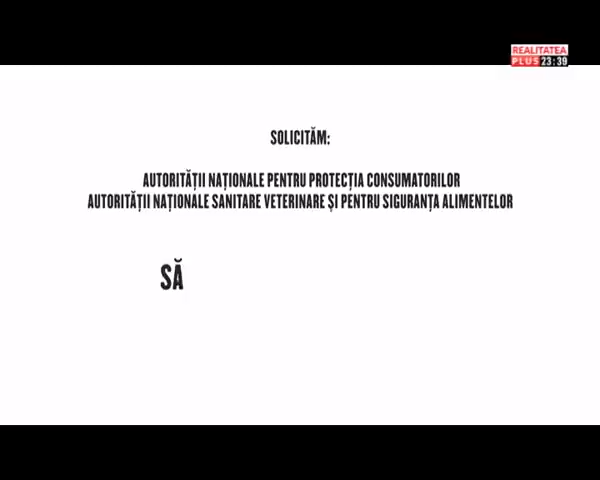 REALITATEA
PLUS 23:39
SOLICITĂM:
AUTORITĂȚII NAȚIONALE PENTRU PROTECȚIA CONSUMATORILOR
AUTORITĂȚII NAȚIONALE SANITARE VETERINARE ȘI PENTRU SIGURANȚA ALIMENTELOR
SĂ